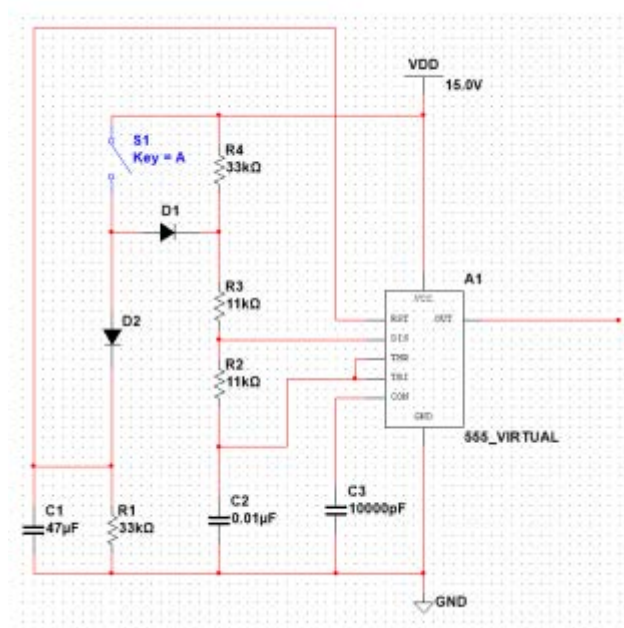 VDD
15.0V
S1
Key = A
R4
33kΩ
D1
R3
11kΩ
A1
VCC
RST
OUT
DIS
D2
R2
11kΩ
THR
TRI
CON
GND
555_VIRTUAL
C1
47µF
R1
33kΩ
C2
0.01µF
C3
10000pF
GND